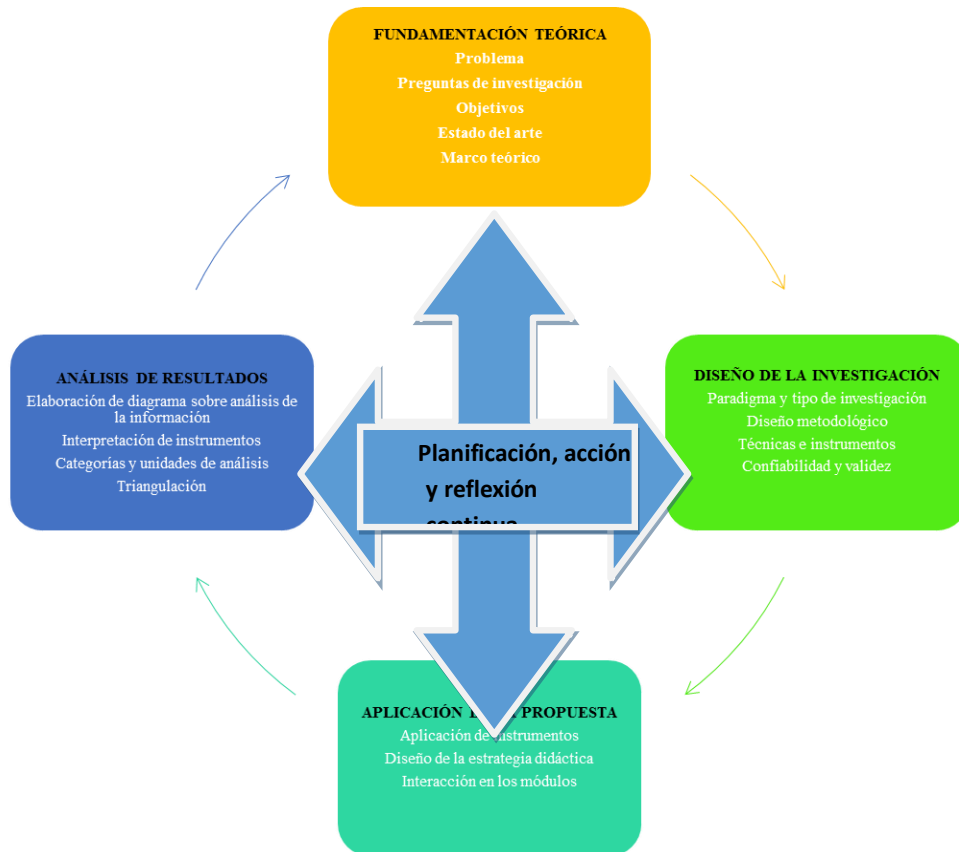 FUNDAMENTACIÓN TEÓRICA
Problema
Preguntas de investigación
Objetivos
Estado del arte
Marco teórico
ANÁLISIS DE RESULTADOS
Elaboración de diagrama sobre análisis de
la información
Interpretación de instrumentos
Categorías y unidades de análisis
Triangulación
Planificación, acción
y reflexión
continua
DISEÑO DE LA INVESTIGACIÓN
Paradigma y tipo de investigación
Diseño metodológico
Técnicas e instrumentos
Confiabilidad y validez
APLICACIÓN PROPUESTA
Aplicación de instrumentos
Diseño de la estrategia didáctica
Interacción en los módulos